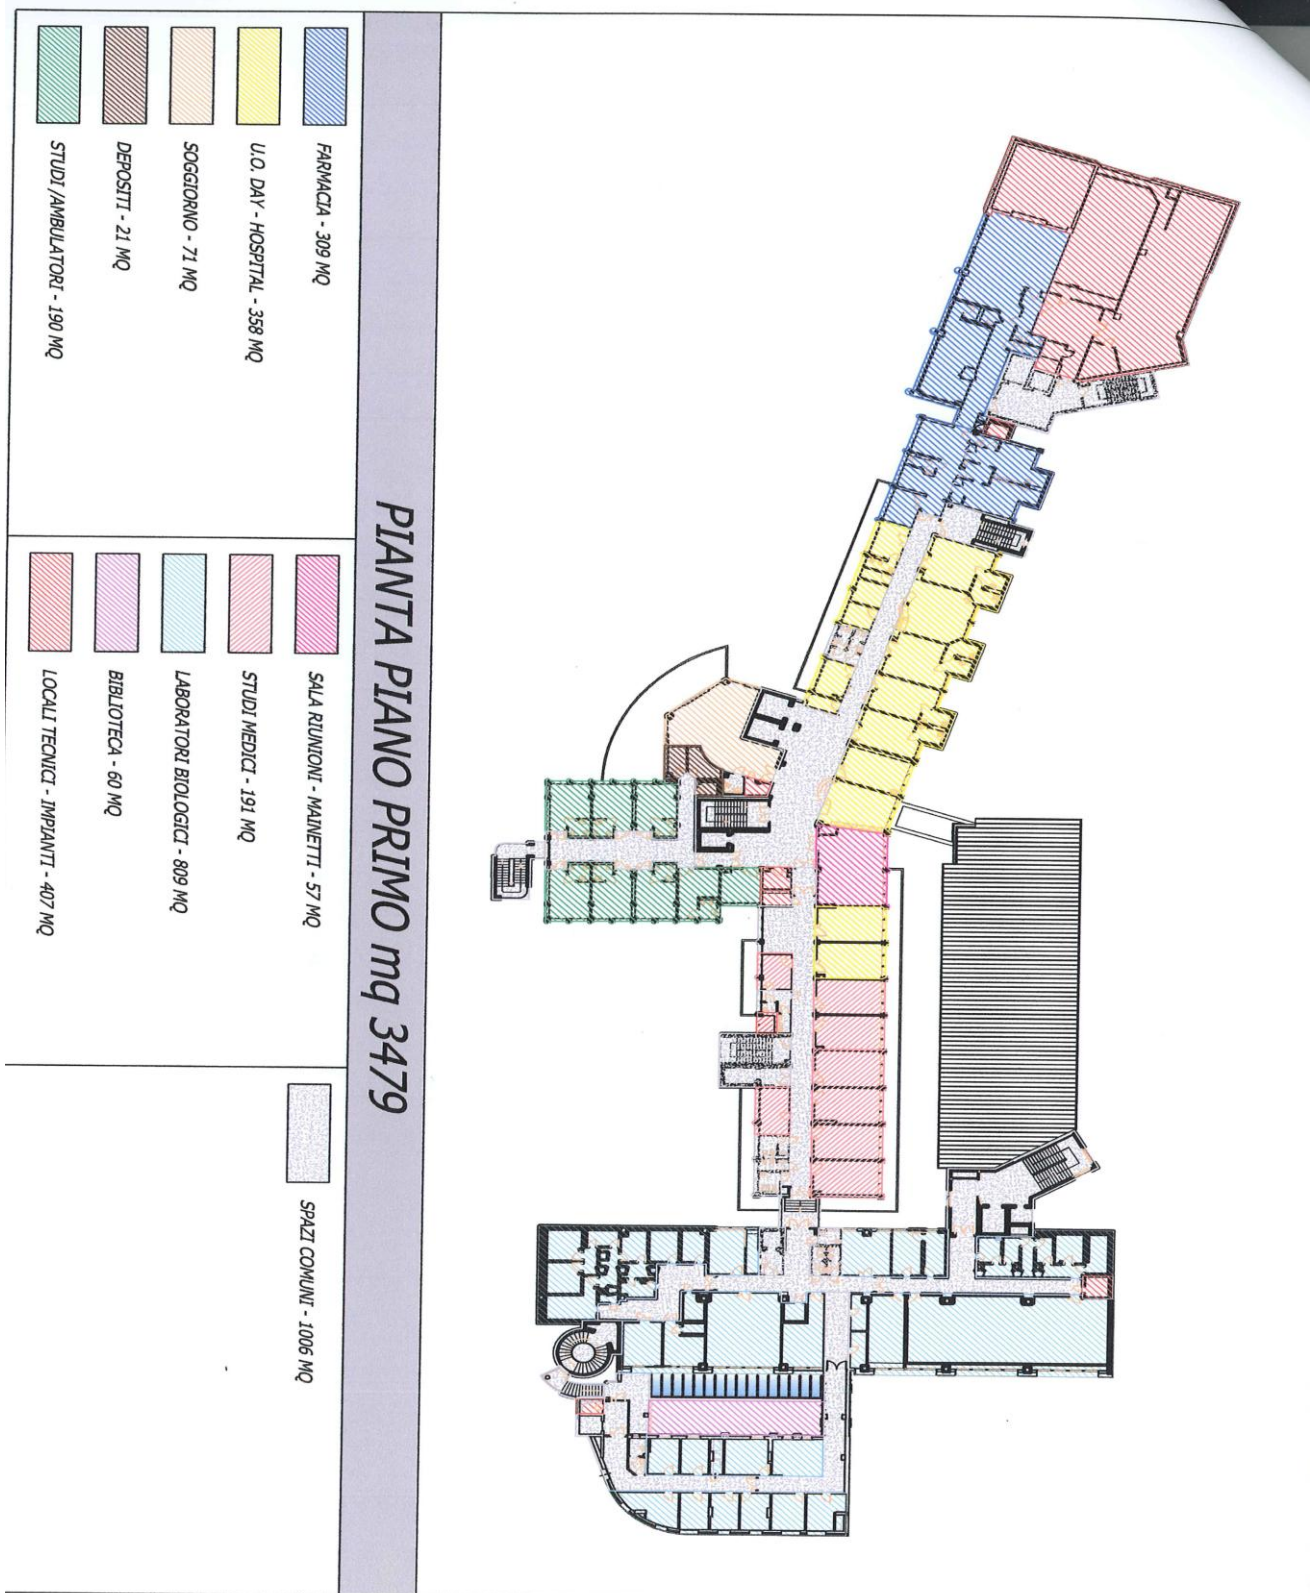 PIANTA PIANO PRIMO mq 3479
FARMACIA - 309 MQ
U.O. DAY - HOSPITAL - 358 MQ
SOGGIORNO - 71 MQ
DEPOSITI - 21 MQ
STUDI /AMBULATORI - 190 MQ
SALA RIUNIONI - MAINETTI - 57 MQ
STUDI MEDICI - 191 MQ
LABORATORI BIOLOGICI - 809 MQ
BIBLIOTECA - 60 MQ
LOCALI TECNICI - IMPIANTI - 407 MQ
SPAZI COMUNI - 1006 MQ